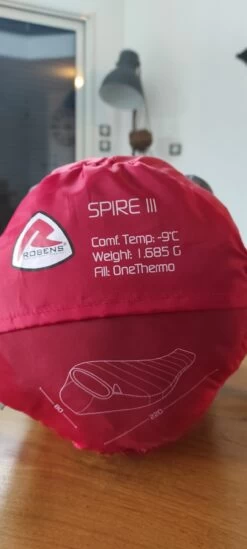 SPIRE III
ROBENS®
Comf. Temp: -9°C
Weight: 1.685 G
Fill: OneThermo
80
220